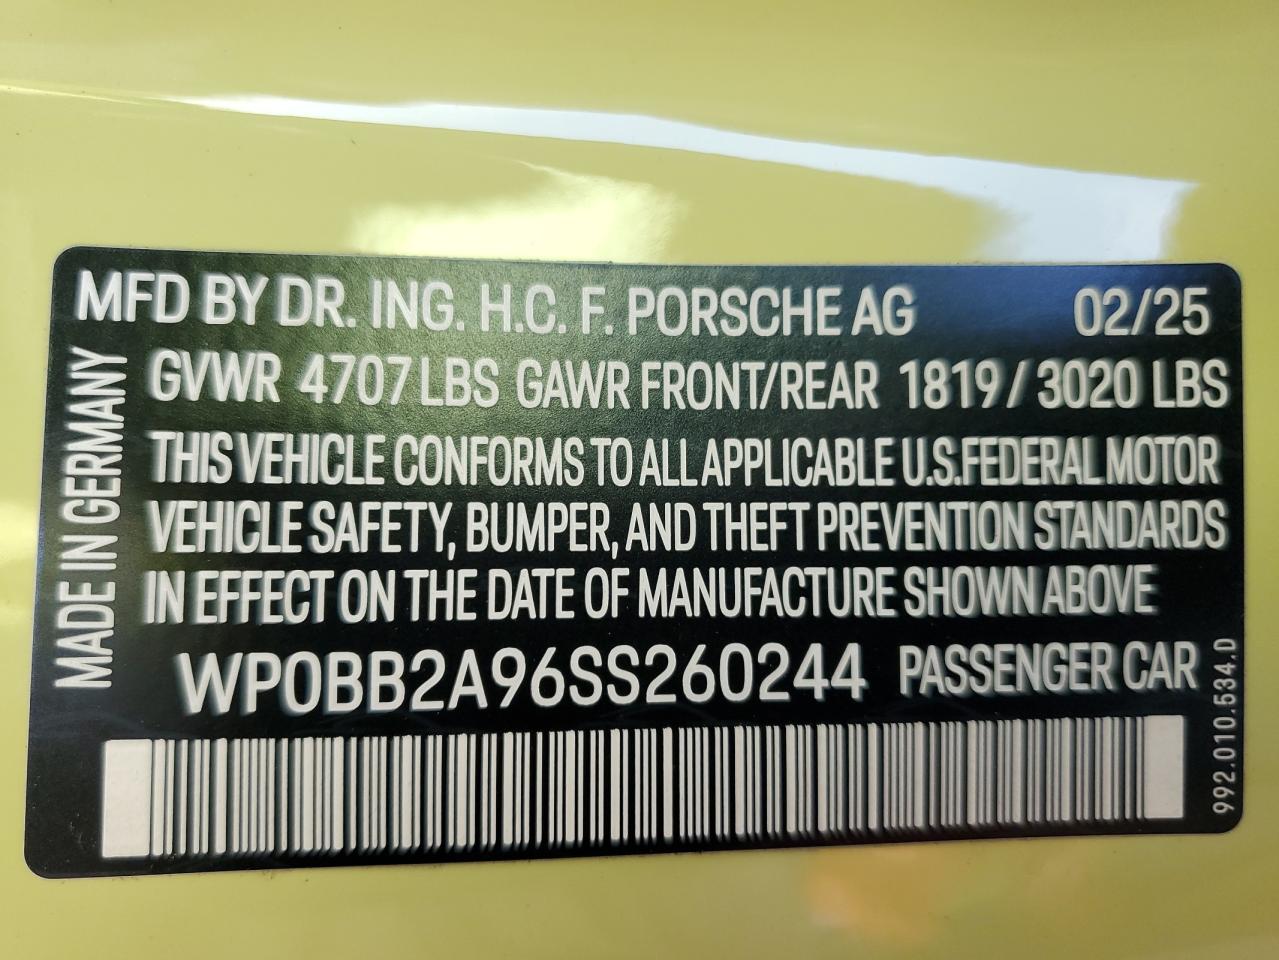 MFD BY DR. ING. H.C. F. PORSCHE AG 02/25
GVWR 4707 LBS GAWR FRONT/REAR 1819 / 3020 LBS
THIS VEHICLE CONFORMS TO ALL APPLICABLE U.S.FEDERAL MOTOR
VEHICLE SAFETY, BUMPER, AND THEFT PREVENTION STANDARDS
IN EFFECT ON THE DATE OF MANUFACTURE SHOWN ABOVE
WP0BB2A96SS260244 PASSENGER CAR
MADE IN GERMANY
992.010.534.D